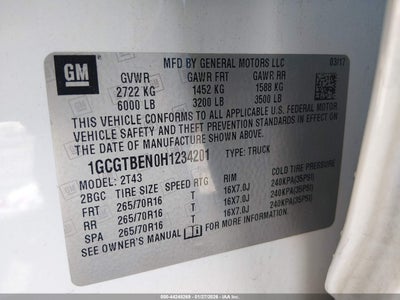 GM
MFD BY GENERAL MOTORS LLC 03/17
GVWR GAWR FRT GAWR RR
2722 KG 1452 KG 1588 KG
6000 LB 3200 LB 3500 LB
THIS VEHICLE CONFORMS TO ALL APPLICABLE
U.S. FEDERAL MOTOR VEHICLE SAFETY AND
THEFT PREVENTION STANDARDS IN EFFECT ON
THE DATE OF MANUFACTURE SHOWN ABOVE.
1GCGTBEN0H1234201 TYPE: TRUCK
MODEL: 2T43
2BGC TIRE SIZE SPEED RTG RIM COLD TIRE PRESSURE
FRT 265/70R16 T 16X7.0J 240KPA(35PSI)
RR 265/70R16 T 16X7.0J 240KPA(35PSI)
SPA 265/70R16 T 16X7.0J 240KPA(35PSI)
SEE OWNER'S MANUAL FOR MORE INFORMATION.